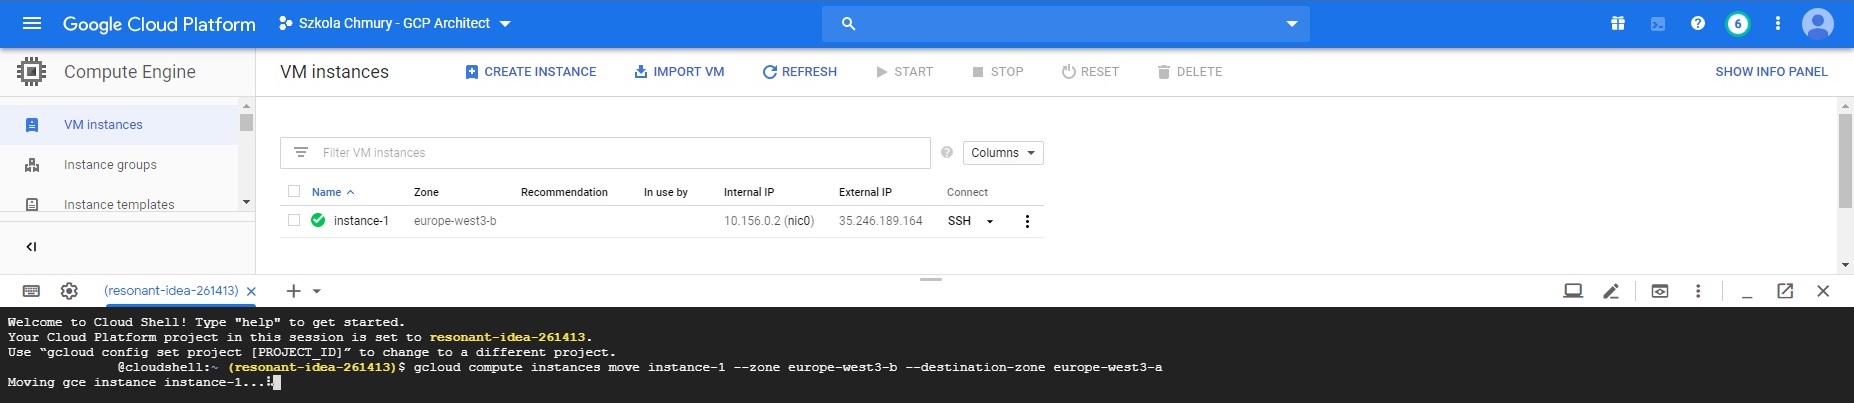 Google Cloud Platform Szkola Chmury - GCP Architect 6
Compute Engine VM instances CREATE INSTANCE IMPORT VM REFRESH START STOP RESET DELETE SHOW INFO PANEL
VM instances
Instance groups
Instance templates
Filter VM instances Columns
Name Zone Recommendation In use by Internal IP External IP Connect
instance-1 europe-west3-b 10.156.0.2 (nic0) 35.246.189.164 SSH
(resonant-idea-261413)
Welcome to Cloud Shell! Type "help" to get started.
Your Cloud Platform project in this session is set to resonant-idea-261413.
Use “gcloud config set project [PROJECT_ID]” to change to a different project.
@cloudshell:~ (resonant-idea-261413)$ gcloud compute instances move instance-1 --zone europe-west3-b --destination-zone europe-west3-a
Moving gce instance instance-1...